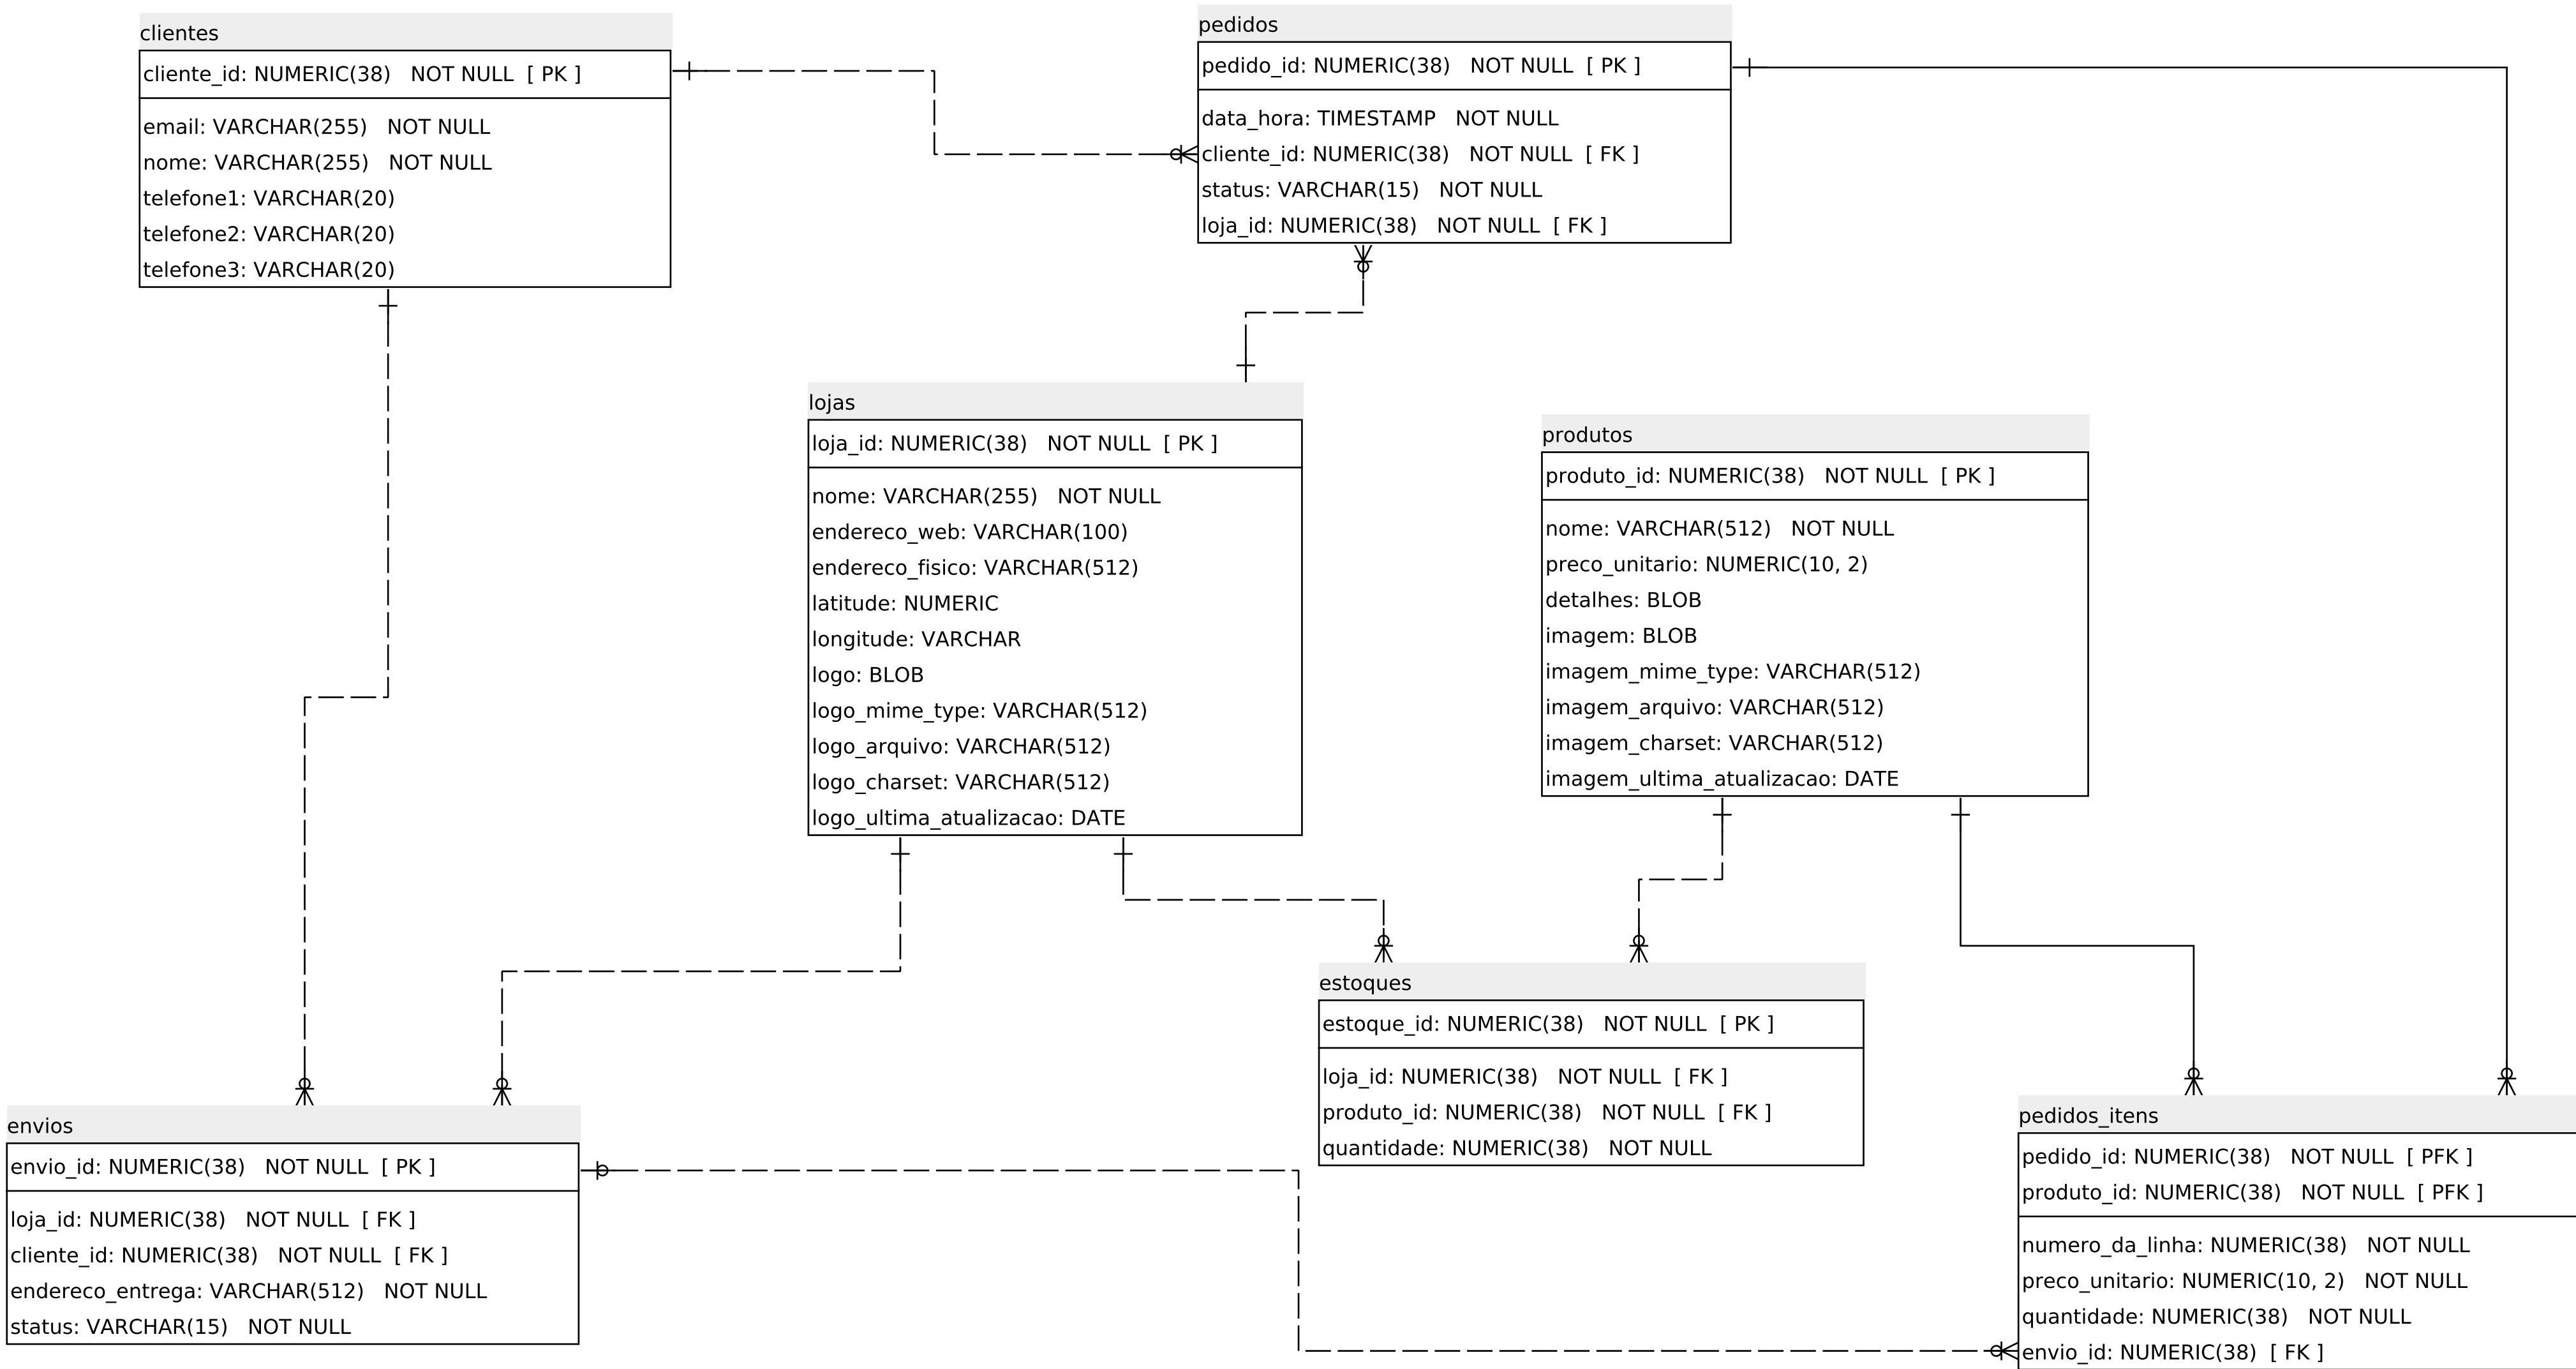 clientes
cliente_id: NUMERIC(38)   NOT NULL  [ PK ]
email: VARCHAR(255)   NOT NULL
nome: VARCHAR(255)   NOT NULL
telefone1: VARCHAR(20)
telefone2: VARCHAR(20)
telefone3: VARCHAR(20)
pedidos
pedido_id: NUMERIC(38)   NOT NULL  [ PK ]
data_hora: TIMESTAMP   NOT NULL
cliente_id: NUMERIC(38)   NOT NULL  [ FK ]
status: VARCHAR(15)   NOT NULL
loja_id: NUMERIC(38)   NOT NULL  [ FK ]
lojas
loja_id: NUMERIC(38)   NOT NULL  [ PK ]
nome: VARCHAR(255)   NOT NULL
endereco_web: VARCHAR(100)
endereco_fisico: VARCHAR(512)
latitude: NUMERIC
longitude: VARCHAR
logo: BLOB
logo_mime_type: VARCHAR(512)
logo_arquivo: VARCHAR(512)
logo_charset: VARCHAR(512)
logo_ultima_atualizacao: DATE
produtos
produto_id: NUMERIC(38)   NOT NULL  [ PK ]
nome: VARCHAR(512)   NOT NULL
preco_unitario: NUMERIC(10, 2)
detalhes: BLOB
imagem: BLOB
imagem_mime_type: VARCHAR(512)
imagem_arquivo: VARCHAR(512)
imagem_charset: VARCHAR(512)
imagem_ultima_atualizacao: DATE
estoques
estoque_id: NUMERIC(38)   NOT NULL  [ PK ]
loja_id: NUMERIC(38)   NOT NULL  [ FK ]
produto_id: NUMERIC(38)   NOT NULL  [ FK ]
quantidade: NUMERIC(38)   NOT NULL
envios
envio_id: NUMERIC(38)   NOT NULL  [ PK ]
loja_id: NUMERIC(38)   NOT NULL  [ FK ]
cliente_id: NUMERIC(38)   NOT NULL  [ FK ]
endereco_entrega: VARCHAR(512)   NOT NULL
status: VARCHAR(15)   NOT NULL
pedidos_itens
pedido_id: NUMERIC(38)   NOT NULL  [ PFK ]
produto_id: NUMERIC(38)   NOT NULL  [ PFK ]
numero_da_linha: NUMERIC(38)   NOT NULL
preco_unitario: NUMERIC(10, 2)   NOT NULL
quantidade: NUMERIC(38)   NOT NULL
envio_id: NUMERIC(38)  [ FK ]